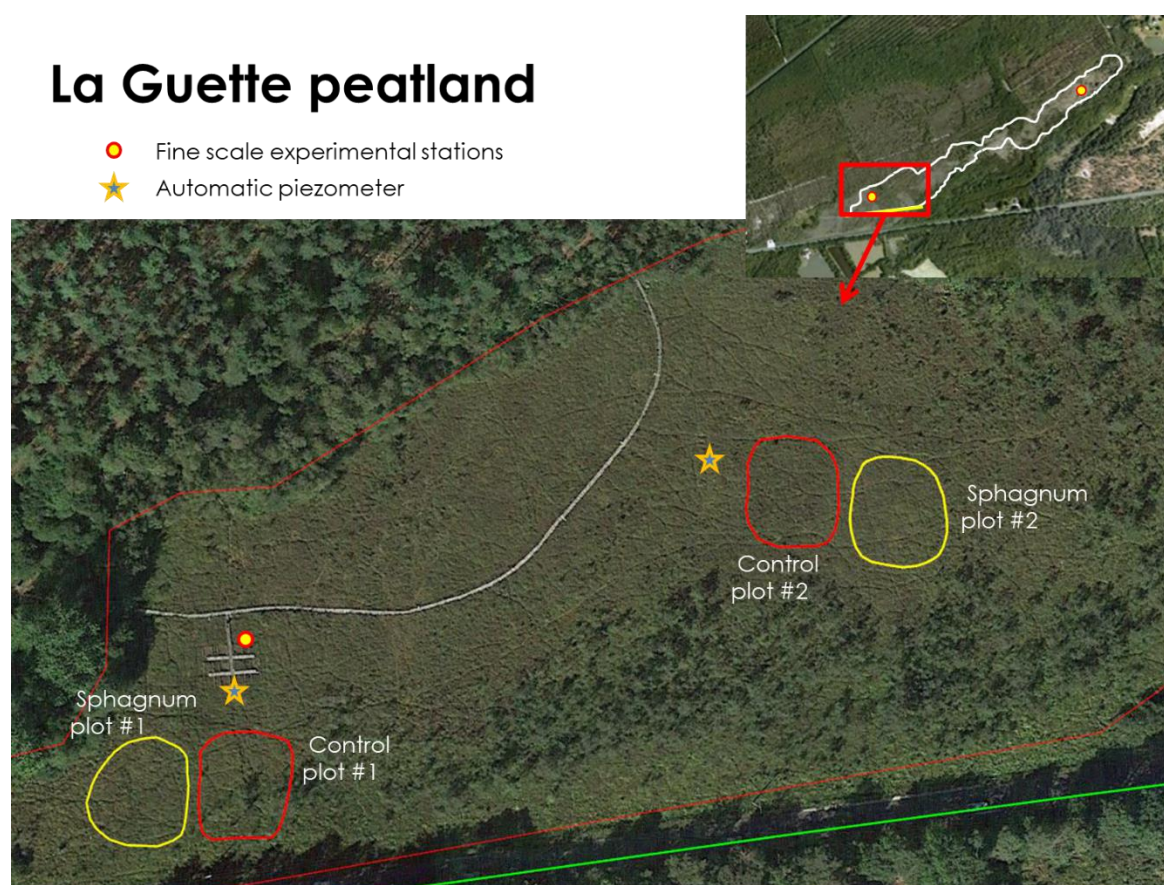 La Guette peatland
Fine scale experimental stations
Automatic piezometer
Sphagnum
plot #2
Control
plot #2
Sphagnum
plot #1
Control
plot #1